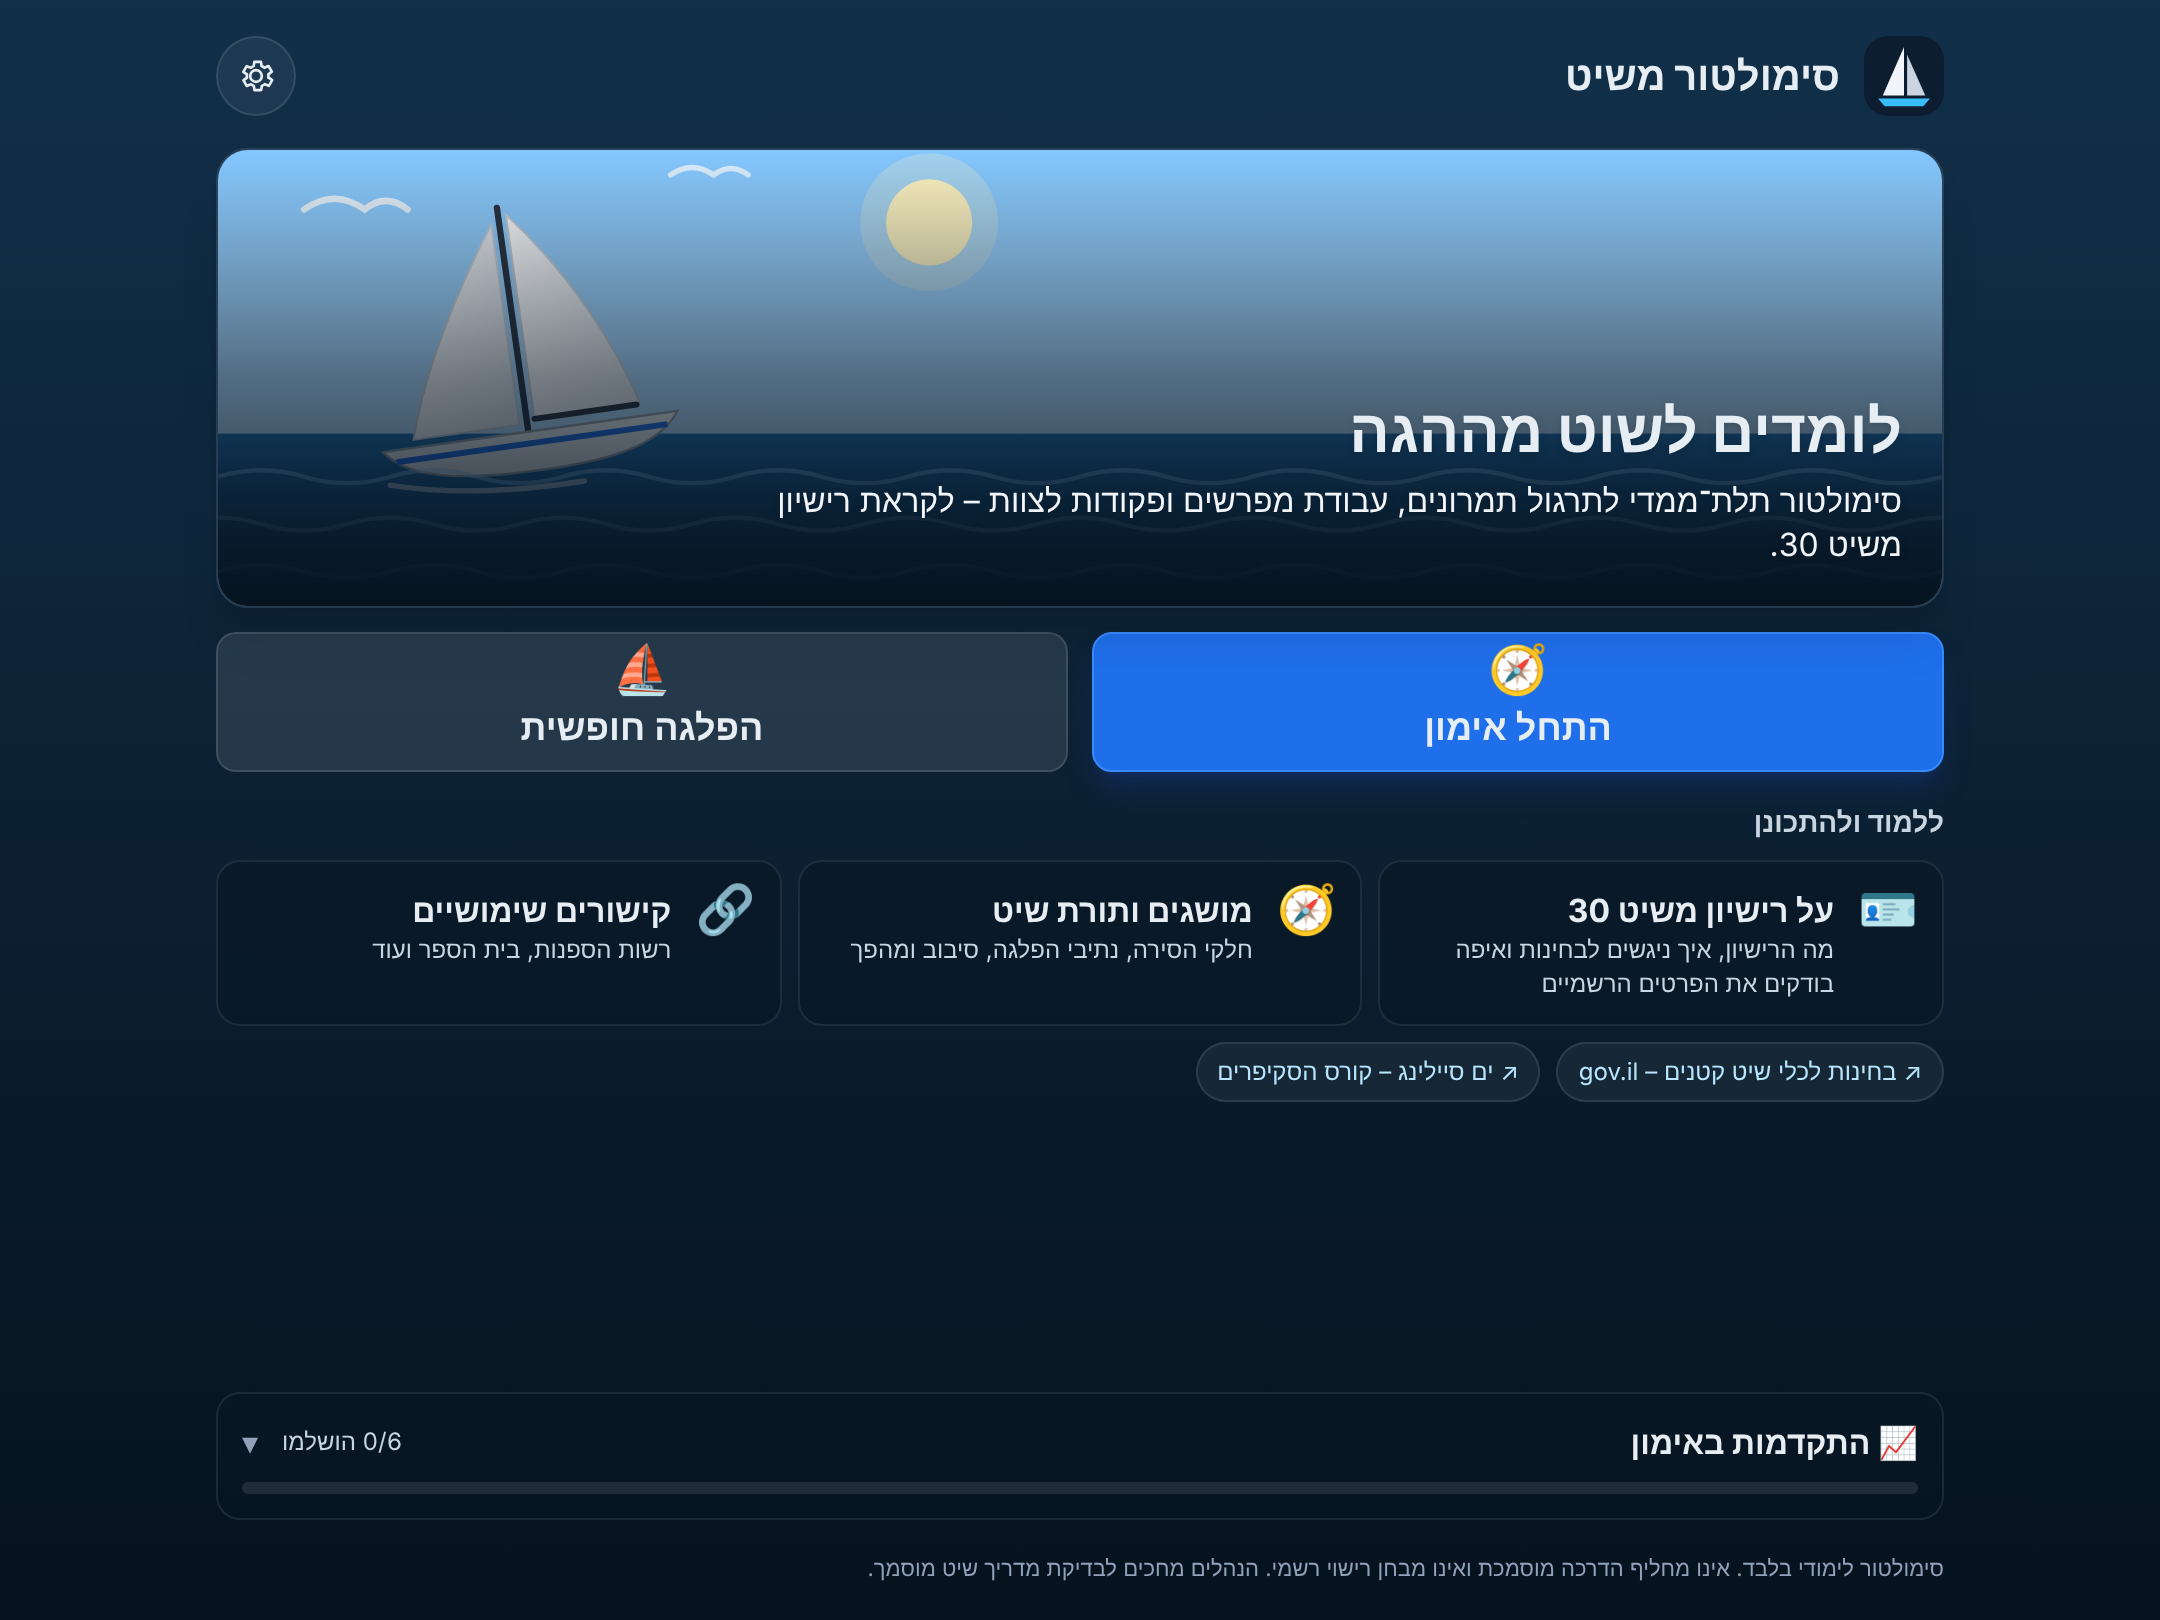 סימולטור משיט
לומדים לשוט מההגה
סימולטור תלת־ממדי לתרגול תמרונים, עבודת מפרשים ופקודות לצוות – לקראת רישיון
משיט 30.
התחל אימון
הפלגה חופשית
ללמוד ולהתכונן
על רישיון משיט 30
מה הרישיון, איך ניגשים לבחינות ואיפה
בודקים את הפרטים הרשמיים
מושגים ותורת שיט
חלקי הסירה, נתיבי הפלגה, סיבוב ומהפך
קישורים שימושיים
רשות הספנות, בית הספר ועוד
↗ בחינות לכלי שיט קטנים – gov.il
↗ ים סיילינג – קורס הסקיפרים
התקדמות באימון
0/6 הושלמו ▼
סימולטור לימודי בלבד. אינו מחליף הדרכה מוסמכת ואינו מבחן רישוי רשמי. הנהלים מחכים לבדיקת מדריך שיט מוסמך.